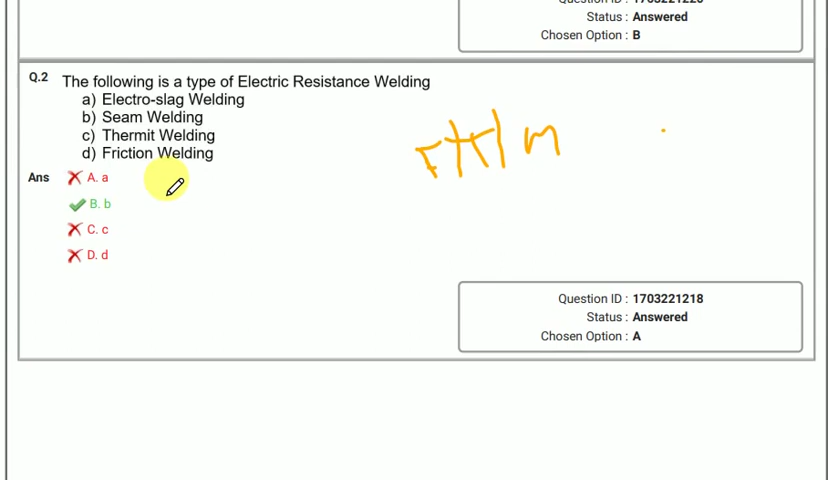 Status : Answered
Chosen Option : B
Q.2 The following is a type of Electric Resistance Welding
a) Electro-slag Welding
b) Seam Welding
c) Thermit Welding
d) Friction Welding
Ans A. a
B. b
C. c
D. d
Question ID : 1703221218
Status : Answered
Chosen Option : A